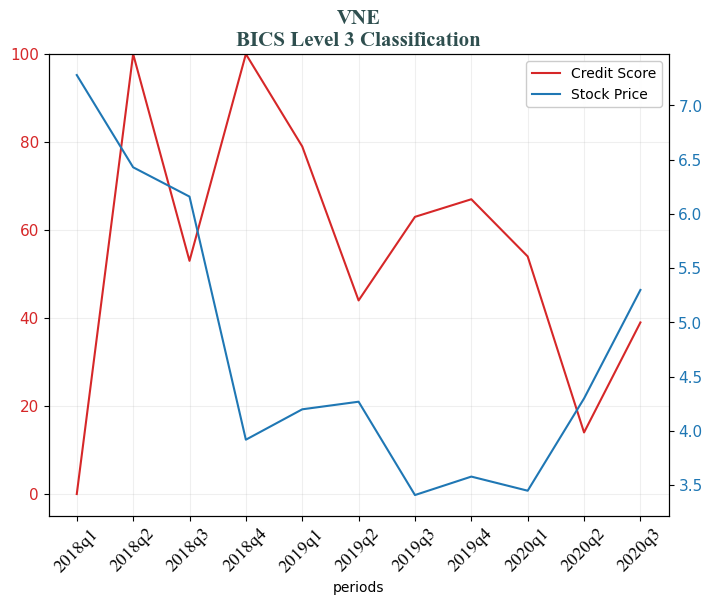 VNE
BICS Level 3 Classification
100
80
60
40
20
0
Credit Score
Stock Price
7.0
6.5
6.0
5.5
5.0
4.5
4.0
3.5
2018q1
2018q2
2018q3
2018q4
2019q1
2019q2
2019q3
2019q4
2020q1
2020q2
2020q3
periods